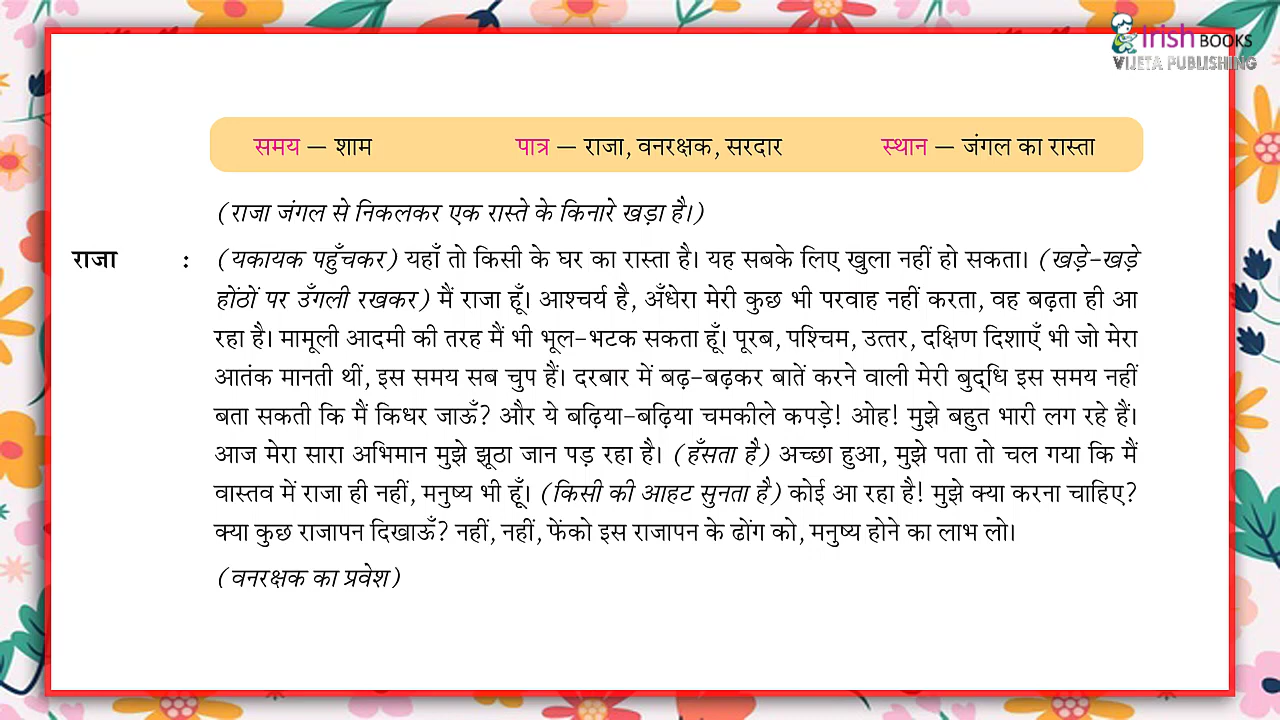 irish BOOKS
VIJETA PUBLISHING
समय – शाम पात्र – राजा, वनरक्षक, सरदार स्थान – जंगल का रास्ता
(राजा जंगल से निकलकर एक रास्ते के किनारे खड़ा है।)
राजा : (यकायक पहुँचकर) यहाँ तो किसी के घर का रास्ता है। यह सबके लिए खुला नहीं हो सकता। (खड़े-खड़े
होंठों पर उँगली रखकर) मैं राजा हूँ। आश्चर्य है, अँधेरा मेरी कुछ भी परवाह नहीं करता, वह बढ़ता ही आ
रहा है। मामूली आदमी की तरह मैं भी भूल-भटक सकता हूँ। पूरब, पश्चिम, उत्तर, दक्षिण दिशाएँ भी जो मेरा
आतंक मानती थीं, इस समय सब चुप हैं। दरबार में बढ़-बढ़कर बातें करने वाली मेरी बुद्धि इस समय नहीं
बता सकती कि मैं किधर जाऊँ? और ये बढ़िया-बढ़िया चमकीले कपड़े! ओह! मुझे बहुत भारी लग रहे हैं।
आज मेरा सारा अभिमान मुझे झूठा जान पड़ रहा है। (हँसता है) अच्छा हुआ, मुझे पता तो चल गया कि मैं
वास्तव में राजा ही नहीं, मनुष्य भी हूँ। (किसी की आहट सुनता है) कोई आ रहा है! मुझे क्या करना चाहिए?
क्या कुछ राजापन दिखाऊँ? नहीं, नहीं, फेंको इस राजापन के ढोंग को, मनुष्य होने का लाभ लो।
(वनरक्षक का प्रवेश)